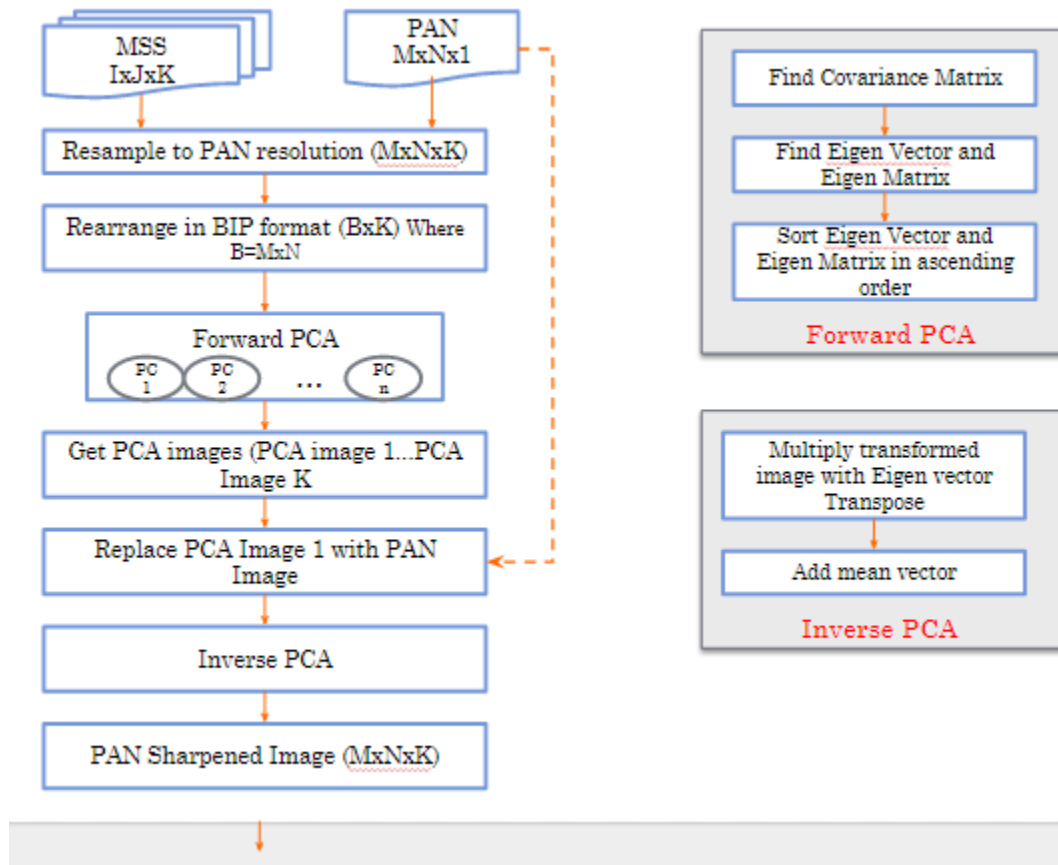 MSS
IxJxK
PAN
MxNx1
Resample to PAN resolution (MxNxK)
Rearrange in BIP format (BxK) Where
B=MxN
Forward PCA
PC
1
PC
2
...
PC
n
Get PCA images (PCA image 1...PCA
Image K
Replace PCA Image 1 with PAN
Image
Inverse PCA
PAN Sharpened Image (MxNxK)
Find Covariance Matrix
Find Eigen Vector and
Eigen Matrix
Sort Eigen Vector and
Eigen Matrix in ascending
order
Forward PCA
Multiply transformed
image with Eigen vector
Transpose
Add mean vector
Inverse PCA